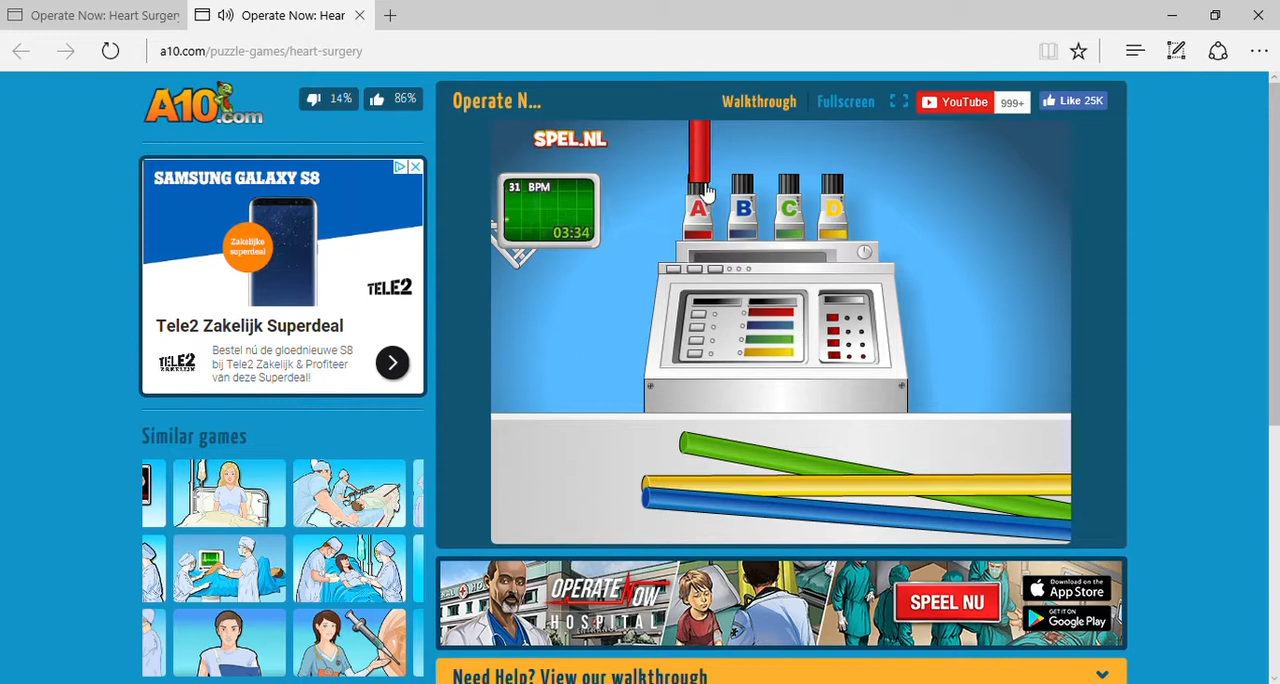 Operate Now: Heart Surgery
Operate Now: Hear
a10.com/puzzle-games/heart-surgery
A10.com
14%
86%
Operate N...
Walkthrough
Fullscreen
YouTube
999+
Like 25K
SAMSUNG GALAXY S8
Zakelijke
superdeal
TELE2
Tele2 Zakelijk Superdeal
TELE2
ZAKELIJK
Bestel nú de gloednieuwe S8
bij Tele2 Zakelijk & Profiteer
van deze Superdeal!
SPEL.NL
31 BPM
03:34
A
B
C
D
Similar games
OPERATE NOW
HOSPITAL
SPEEL NU
Download on the
App Store
GET IT ON
Google Play
Need Help? View our walkthrough